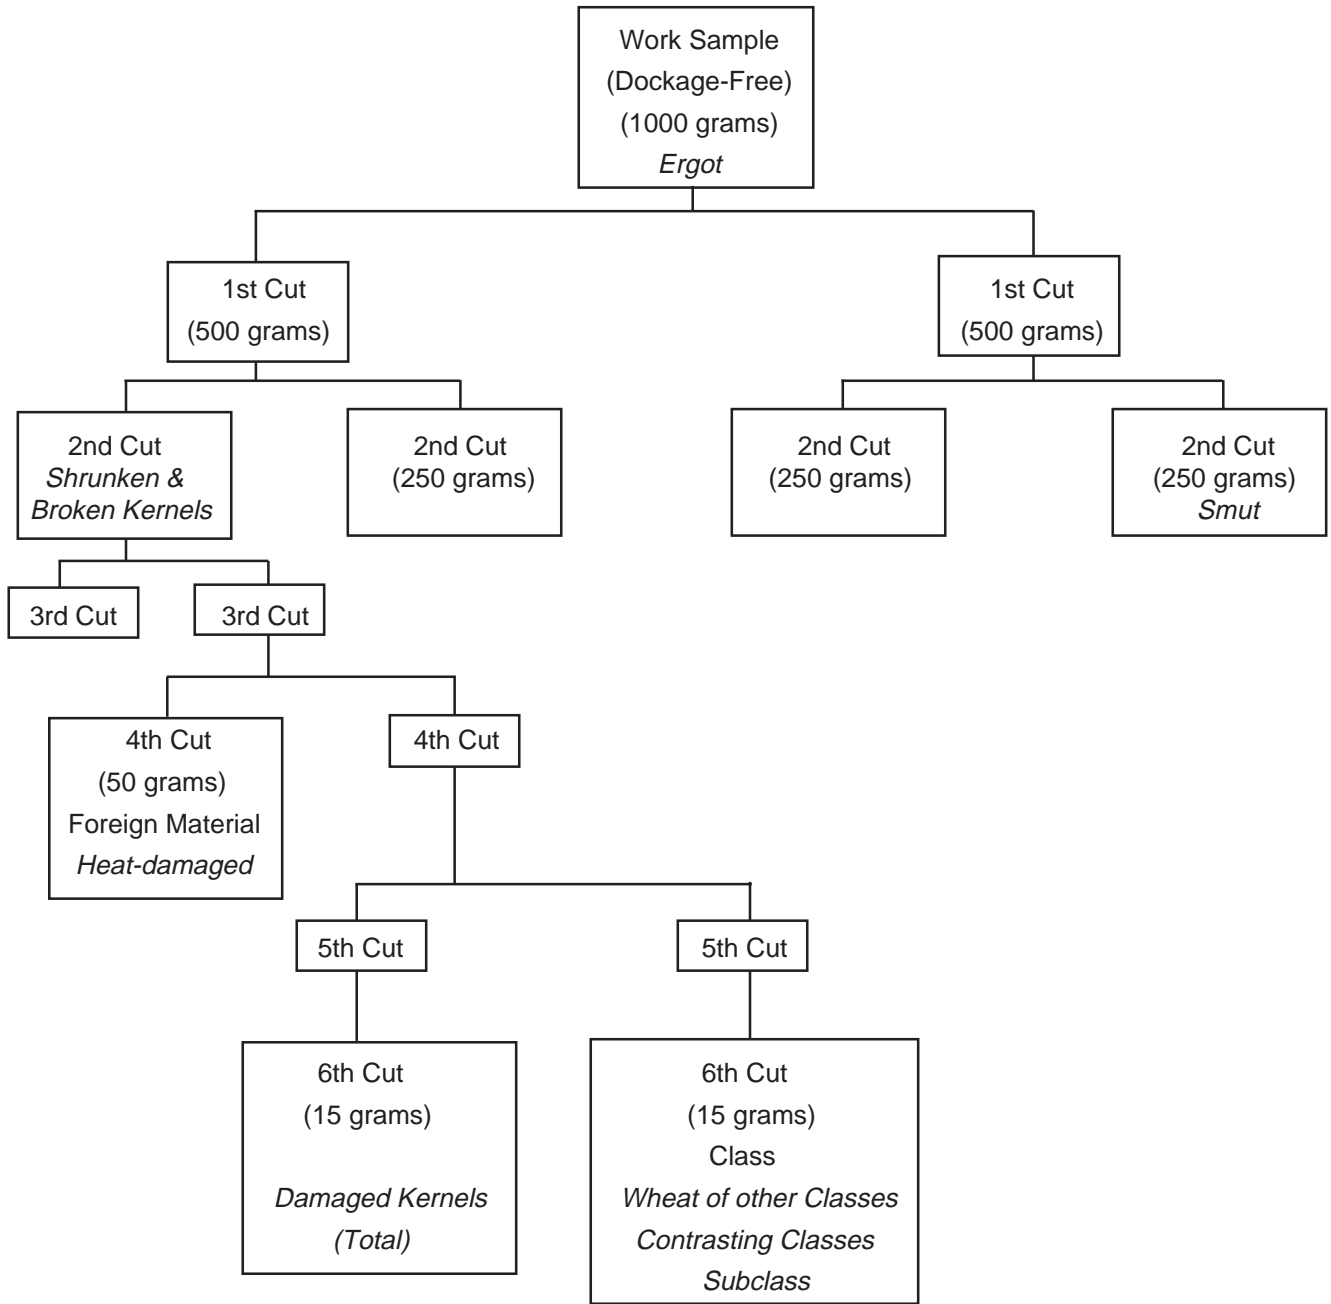 Work Sample
(Dockage-Free)
(1000 grams)
Ergot
1st Cut
(500 grams)
1st Cut
(500 grams)
2nd Cut
Shrunken &
Broken Kernels
2nd Cut
(250 grams)
2nd Cut
(250 grams)
2nd Cut
(250 grams)
Smut
3rd Cut
3rd Cut
4th Cut
(50 grams)
Foreign Material
Heat-damaged
4th Cut
5th Cut
5th Cut
6th Cut
(15 grams)
Damaged Kernels
(Total)
6th Cut
(15 grams)
Class
Wheat of other Classes
Contrasting Classes
Subclass